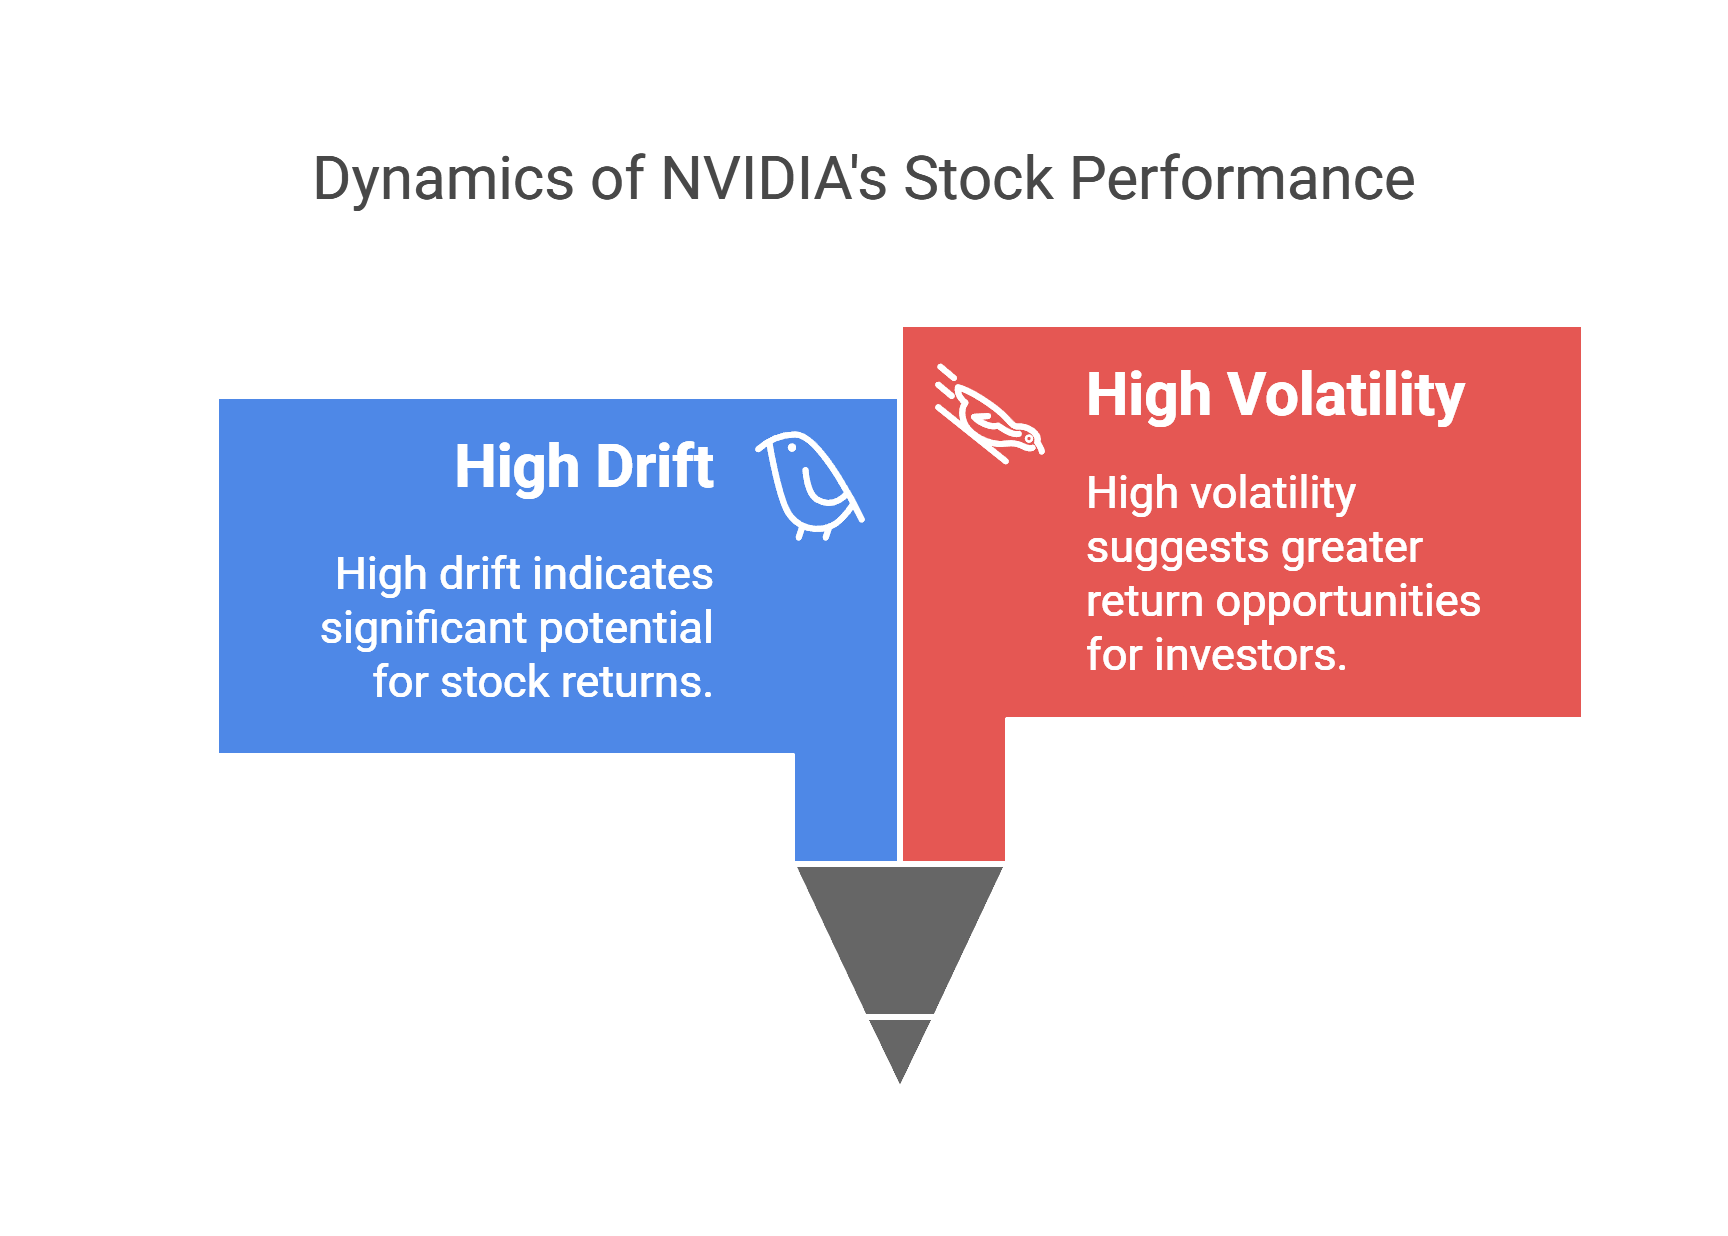 Dynamics of NVIDIA's Stock Performance
High Drift
High drift indicates
significant potential
for stock returns.
High Volatility
High volatility
suggests greater
return opportunities
for investors.